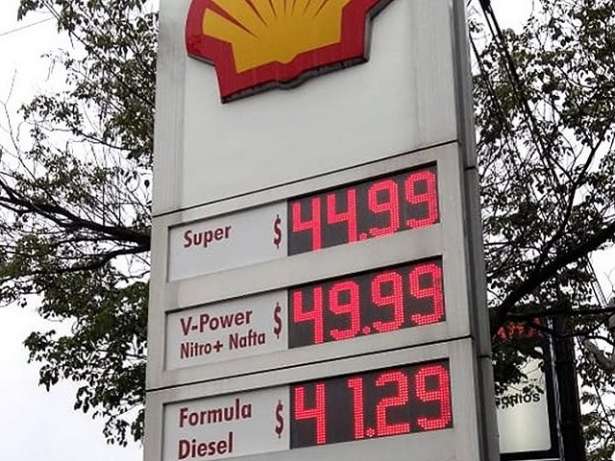 Super $ 44.99
V-Power $ 49.99
Nitro+ Nafta
Formula $ 41.29
Diesel